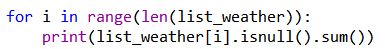 for i in range(len(list_weather)):
    print(list_weather[i].isnull().sum())